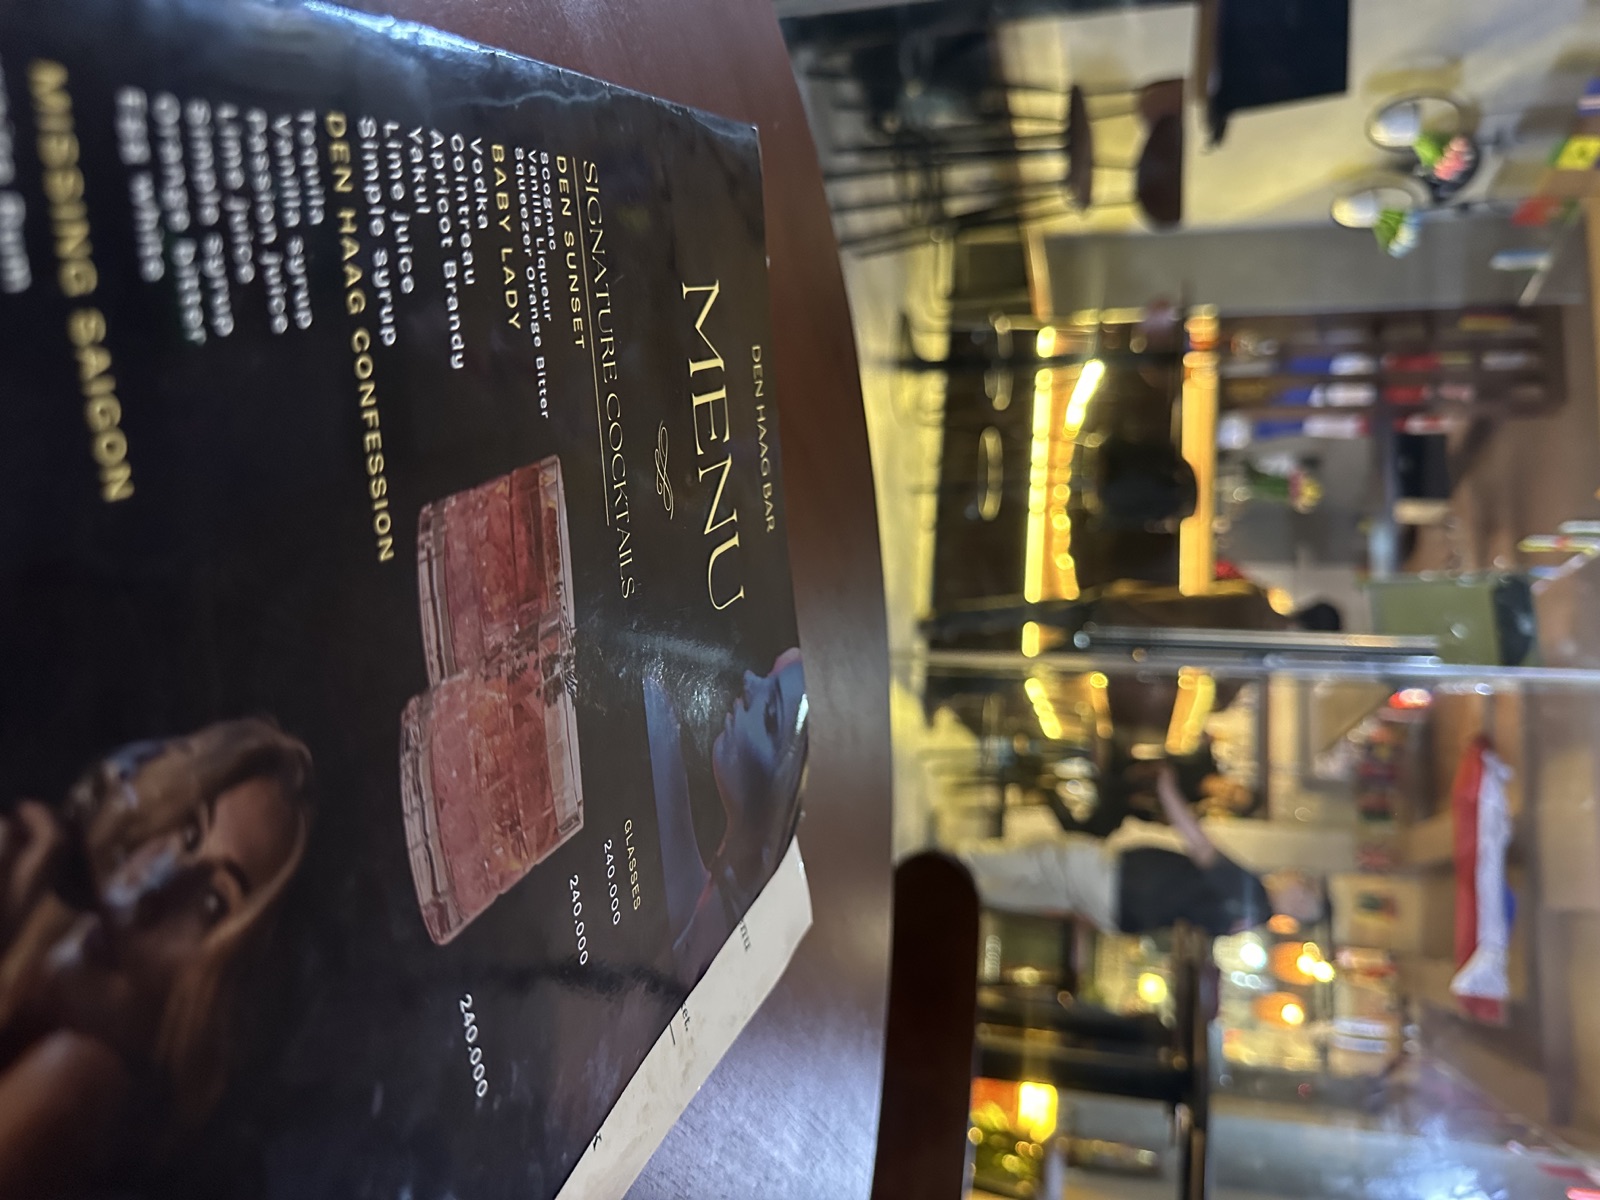 DEN HAAG BAR
MENU
SIGNATURE COCKTAILS
GLASSES
DEN SUNSET
240.000
SCognac
Vanilla Liqueur
Squeezer Orange Bitter
BABY LADY
240.000
Vodka
Cointreau
Apricot Brandy
Yakul
Lime juice
Simple syrup
DEN HAAG CONFESSION
240.000
Tequila
Vanilla syrup
Passion juice
Lime juice
Simple syrup
Orange bitter
Egg white
MISSING SAIGON
Rum